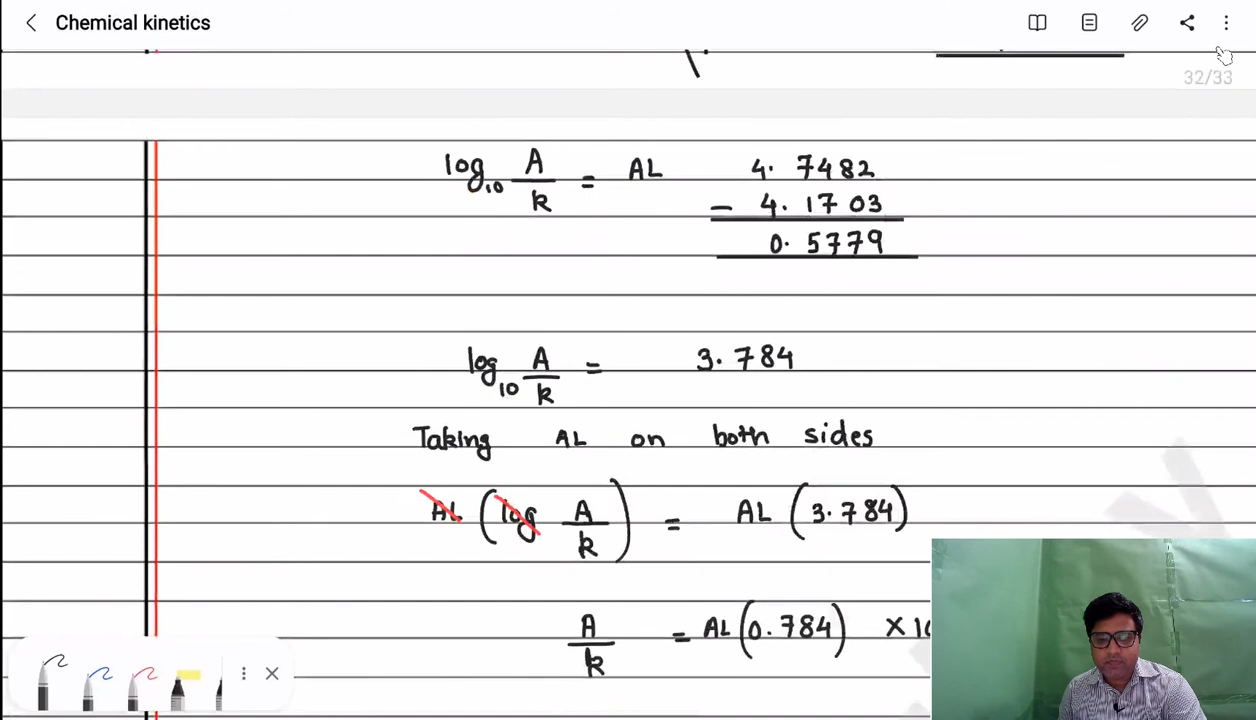 Chemical kinetics
32/33
log10 A/k = AL 4.7482
− 4.1703
0.5779
log10 A/k = 3.784
Taking AL on both sides
AL (log A/k) = AL (3.784)
A/k = AL(0.784) ×10